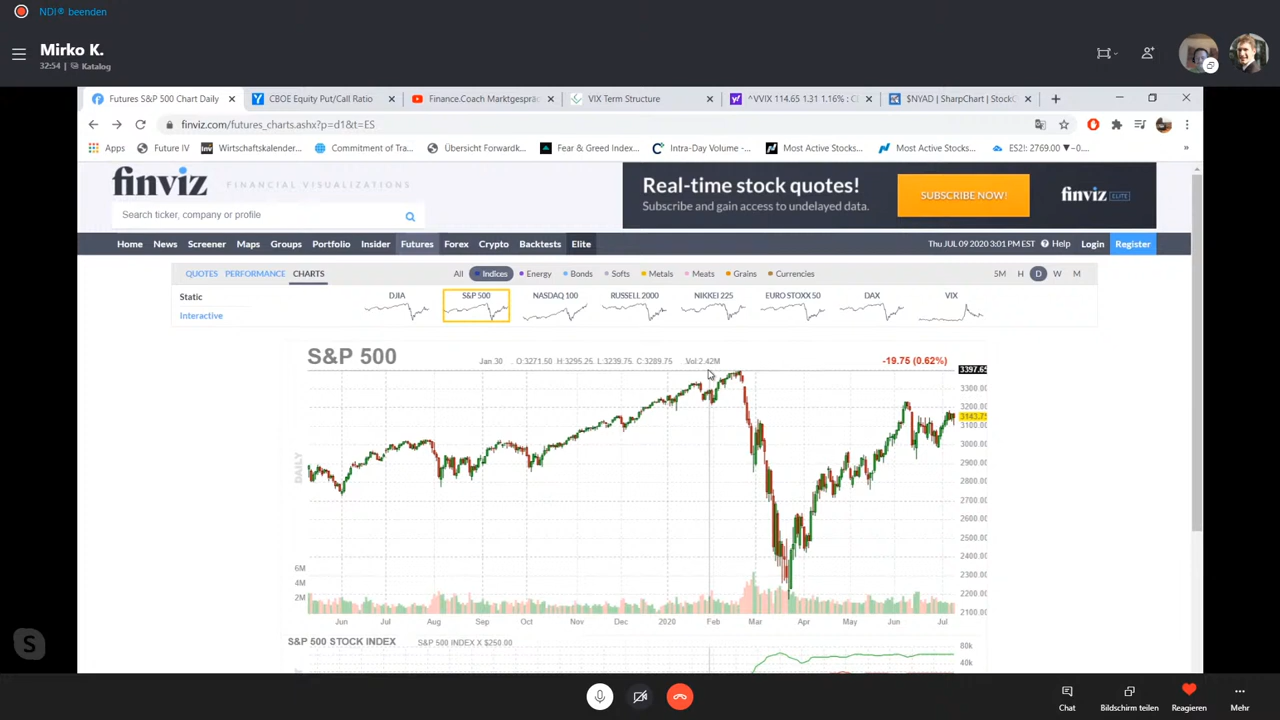 NDI® beenden
Mirko K.
32:54 | Katalog
Futures S&P 500 Chart Daily
CBOE Equity Put/Call Ratio
Finance.Coach Marktgespräc
VIX Term Structure
^VVIX 114.65 1.31 1.16% : CE
$NYAD | SharpChart | StockC
finviz.com/futures_charts.ashx?p=d1&t=ES
Apps
Future IV
Wirtschaftskalender...
Commitment of Tra...
Übersicht Forwardk...
Fear & Greed Index...
Intra-Day Volume -...
Most Active Stocks...
Most Active Stocks...
ES2!: 2769.00 ▼−0....
»
finviz FINANCIAL VISUALIZATIONS
Search ticker, company or profile
Real-time stock quotes!
Subscribe and gain access to undelayed data.
SUBSCRIBE NOW!
finviz ELITE
Home News Screener Maps Groups Portfolio Insider Futures Forex Crypto Backtests Elite
Thu JUL 09 2020 3:01 PM EST Help Login Register
QUOTES PERFORMANCE CHARTS
All Indices Energy Bonds Softs Metals Meats Grains Currencies
5M H D W M
Static
Interactive
DJIA S&P 500 NASDAQ 100 RUSSELL 2000 NIKKEI 225 EURO STOXX 50 DAX VIX
S&P 500
Jan 30 . O:3271.50 H:3295.25 L:3239.75 C:3289.75 Vol:2.42M
-19.75 (0.62%)
3397.65
3300.00
3200.00
3143.75
3100.00
3000.00
2900.00
2800.00
2700.00
2600.00
2500.00
2400.00
2300.00
2200.00
2100.00
DAILY
6M
4M
2M
Jun Jul Aug Sep Oct Nov Dec 2020 Feb Mar Apr May Jun Jul
S&P 500 STOCK INDEX S&P 500 INDEX X $250.00
80k
40k
S
Chat
Bildschirm teilen
Reagieren
Mehr